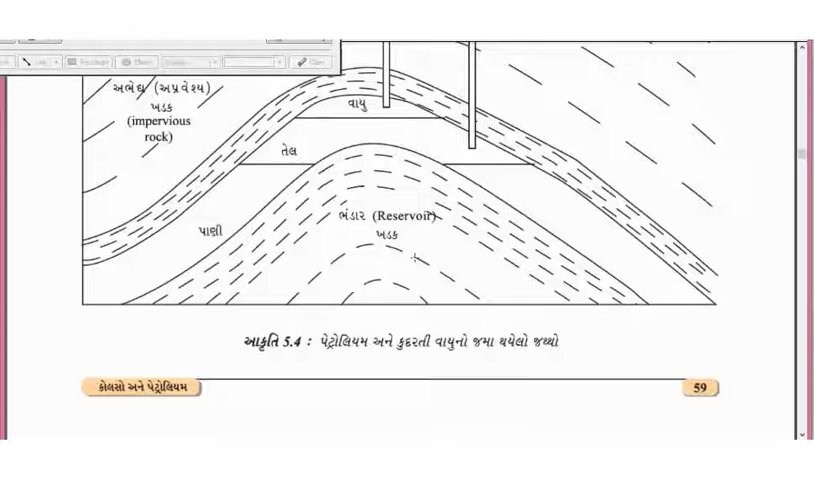 અભેદ્ય (અપ્રવેશ્ય)
ખડક
(impervious
rock)
વાયુ
તેલ
પાણી
ભંડાર (Reservoir)
ખડક
આકૃતિ 5.4 : પેટ્રોલિયમ અને કુદરતી વાયુનો જમા થયેલો જથ્થો
કોલસો અને પેટ્રોલિયમ
59